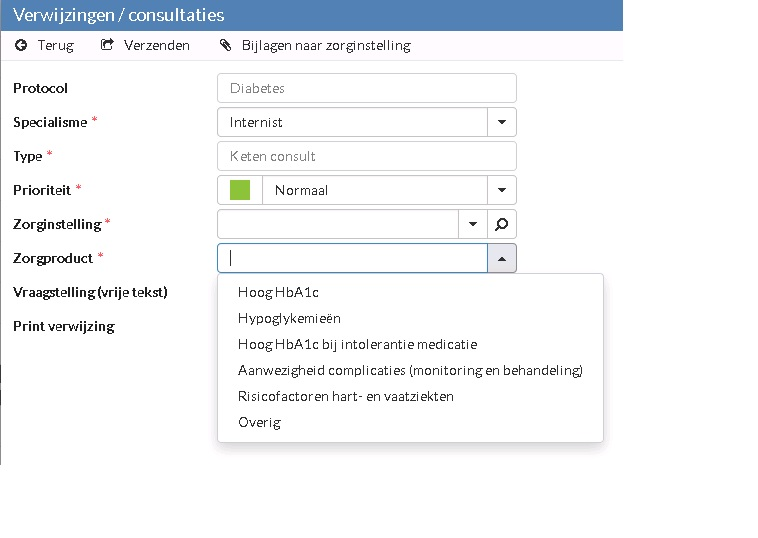 Verwijzingen / consultaties
Terug Verzenden Bijlagen naar zorginstelling
Protocol Diabetes
Specialisme * Internist
Type * Keten consult
Prioriteit * Normaal
Zorginstelling *
Zorgproduct *
Vraagstelling (vrije tekst)
Print verwijzing
Hoog HbA1c
Hypoglykemieën
Hoog HbA1c bij intolerantie medicatie
Aanwezigheid complicaties (monitoring en behandeling)
Risicofactoren hart- en vaatziekten
Overig